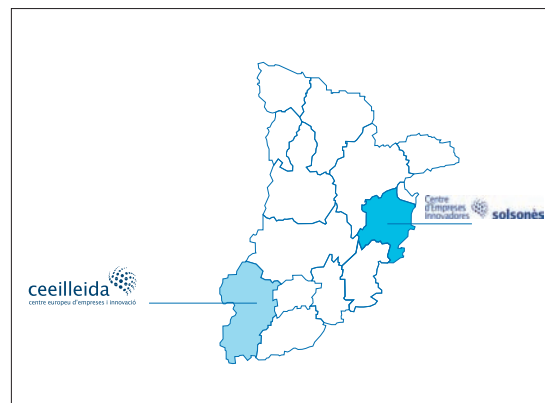 Centre
d'Empreses
Innovadores
solsonès
ceeilleida
centre europeu d'empreses i innovació